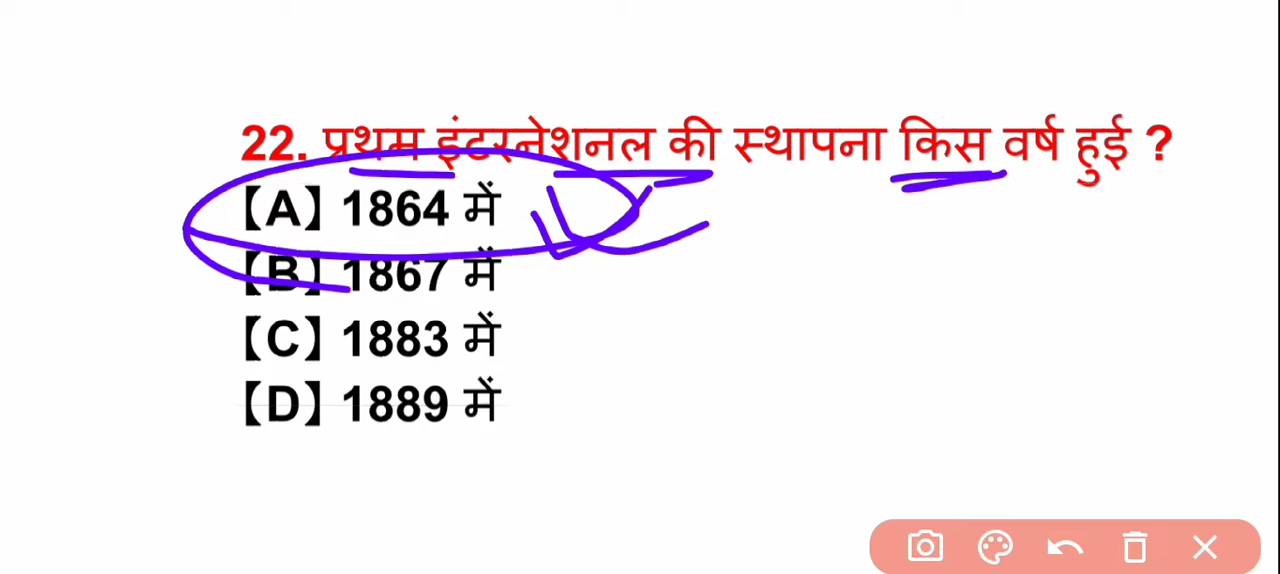 22. प्रथम इंटरनेशनल की स्थापना किस वर्ष हुई ?
【A】 1864 में
【B】 1867 में
【C】 1883 में
【D】 1889 में